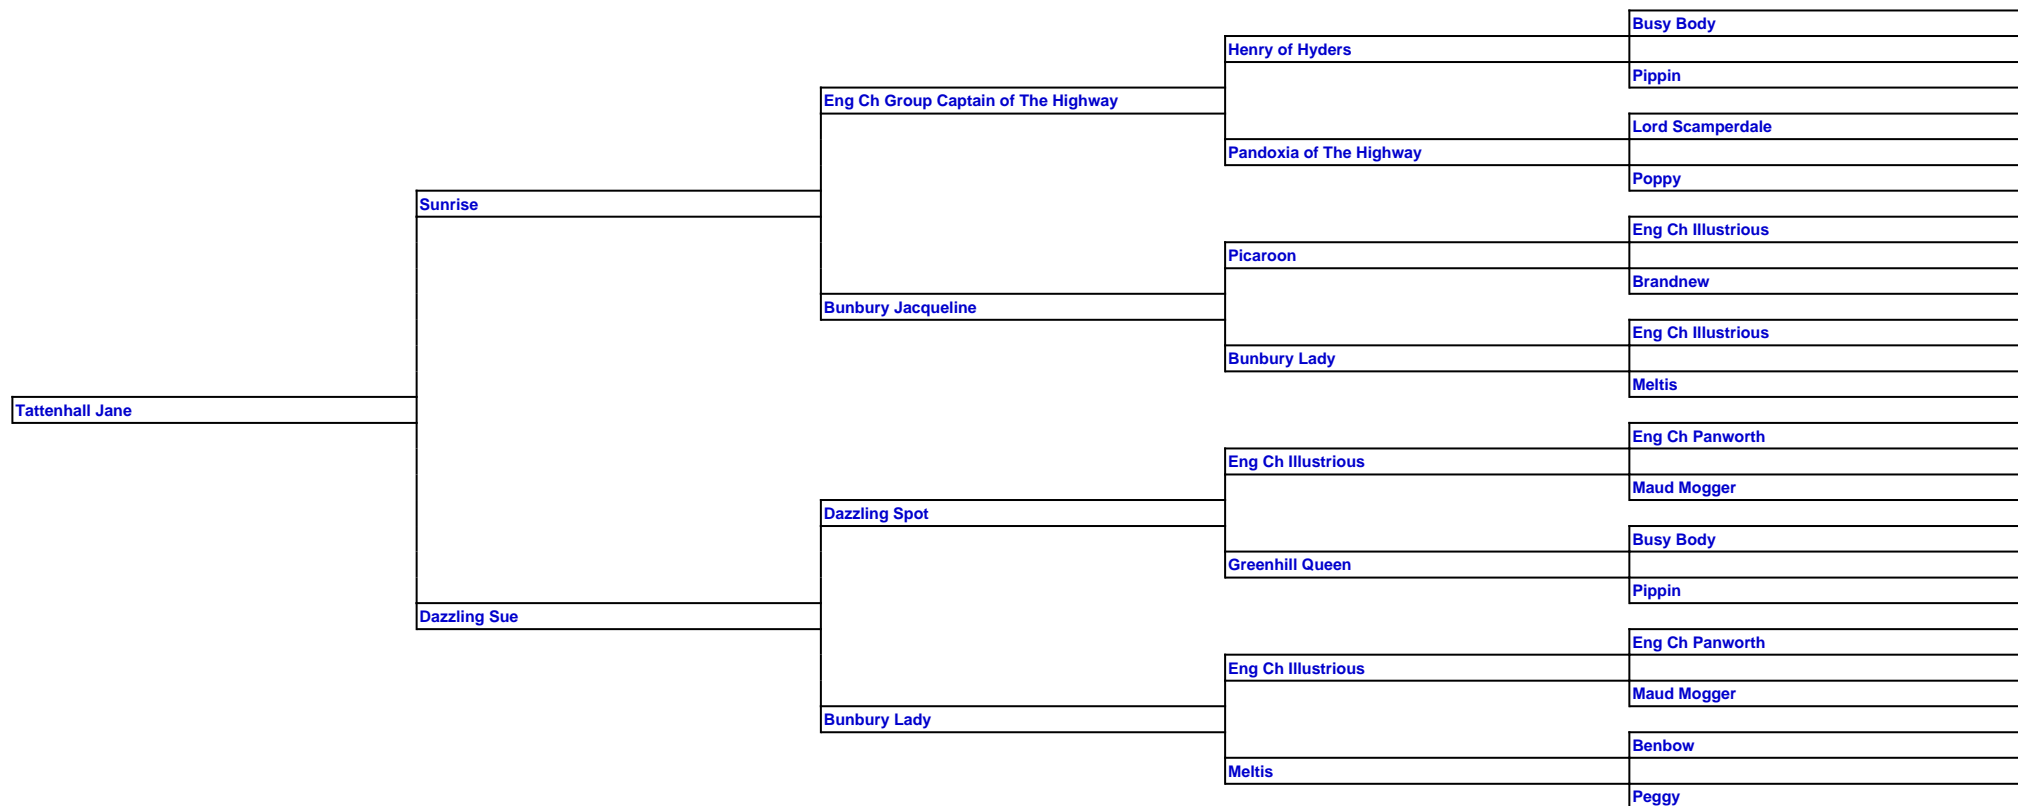 Busy Body
Henry of Hyders
Pippin
Eng Ch Group Captain of The Highway
Lord Scamperdale
Pandoxia of The Highway
Poppy
Sunrise
Eng Ch Illustrious
Picaroon
Brandnew
Bunbury Jacqueline
Eng Ch Illustrious
Bunbury Lady
Meltis
Tattenhall Jane
Eng Ch Panworth
Eng Ch Illustrious
Maud Mogger
Dazzling Spot
Busy Body
Greenhill Queen
Pippin
Dazzling Sue
Eng Ch Panworth
Eng Ch Illustrious
Maud Mogger
Bunbury Lady
Benbow
Meltis
Peggy